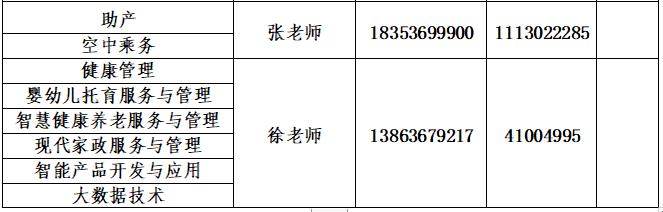 助产
空中乘务
张老师 18353699900 1113022285
健康管理
婴幼儿托育服务与管理
智慧健康养老服务与管理
现代家政服务与管理
智能产品开发与应用
大数据技术
徐老师 13863679217 41004995